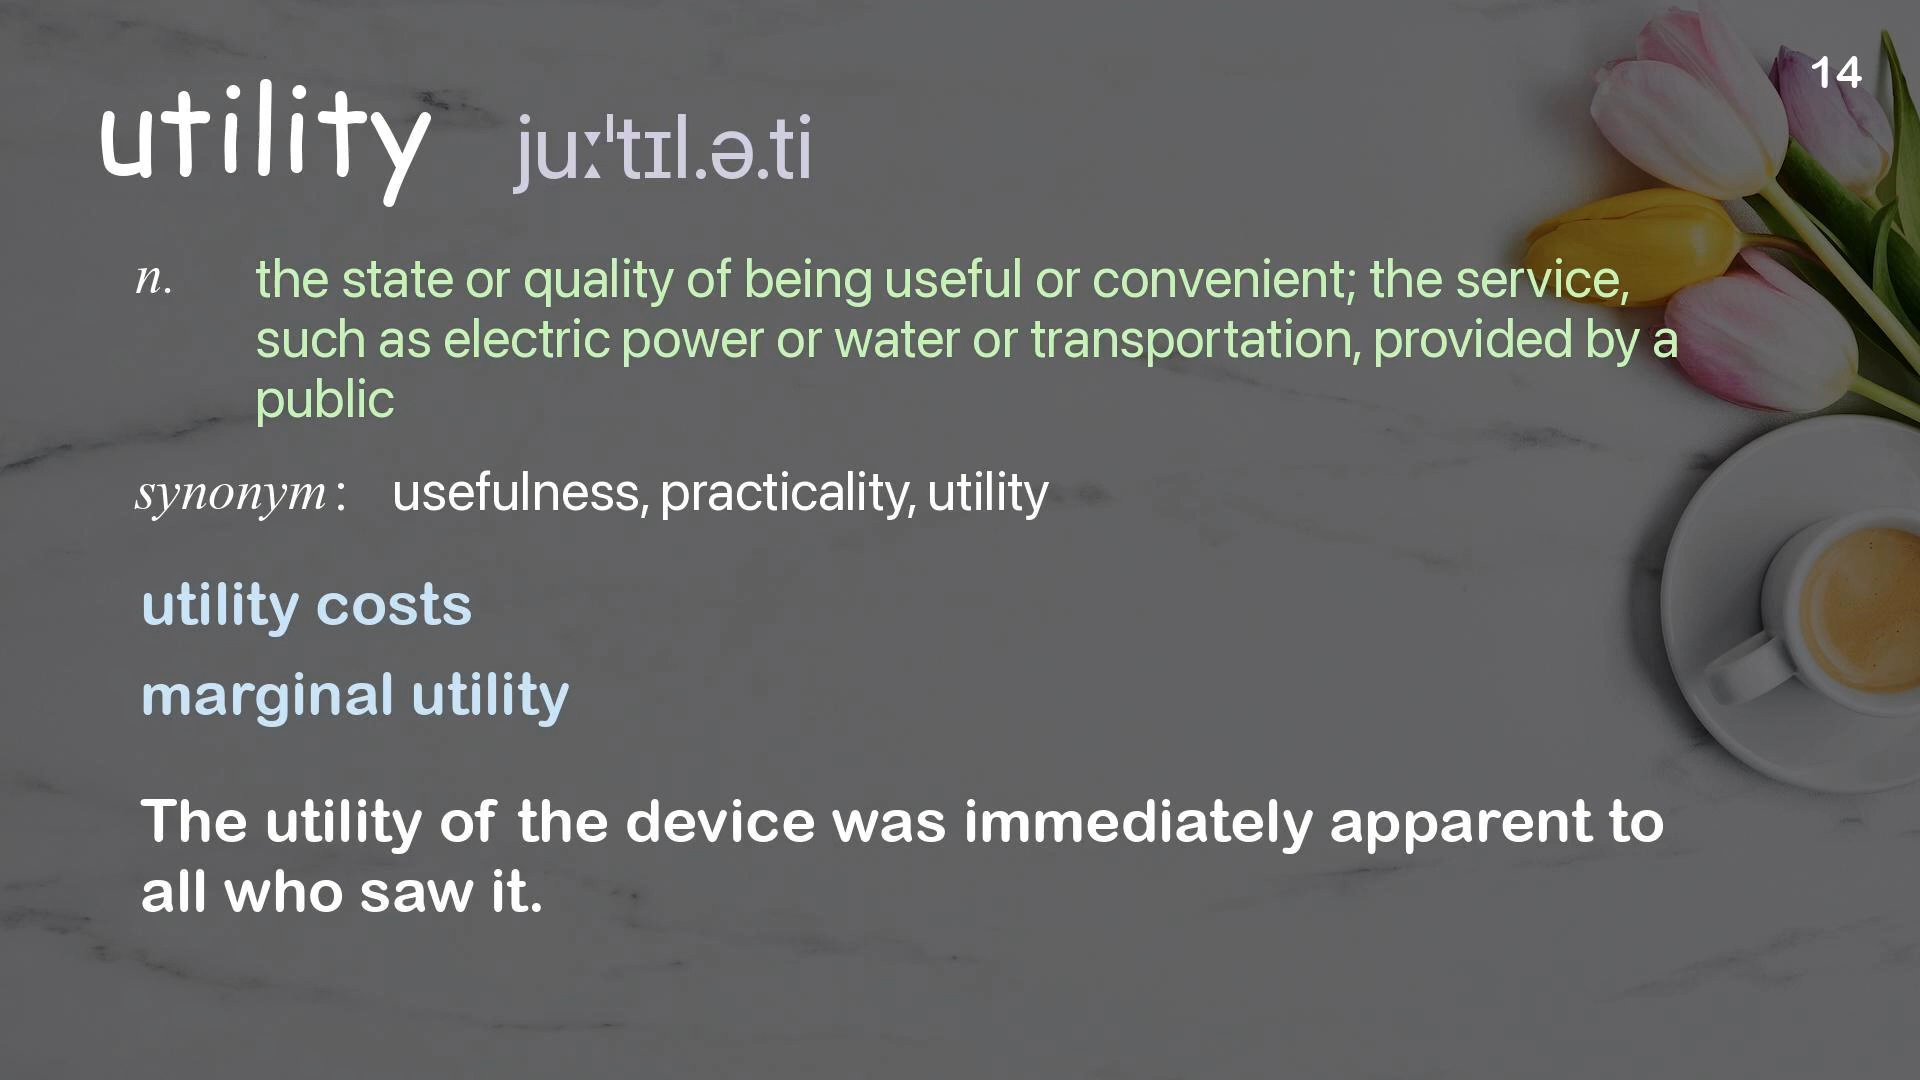 14
utility juːˈtɪl.ə.ti
n. the state or quality of being useful or convenient; the service,
such as electric power or water or transportation, provided by a
public
synonym: usefulness, practicality, utility
utility costs
marginal utility
The utility of the device was immediately apparent to
all who saw it.